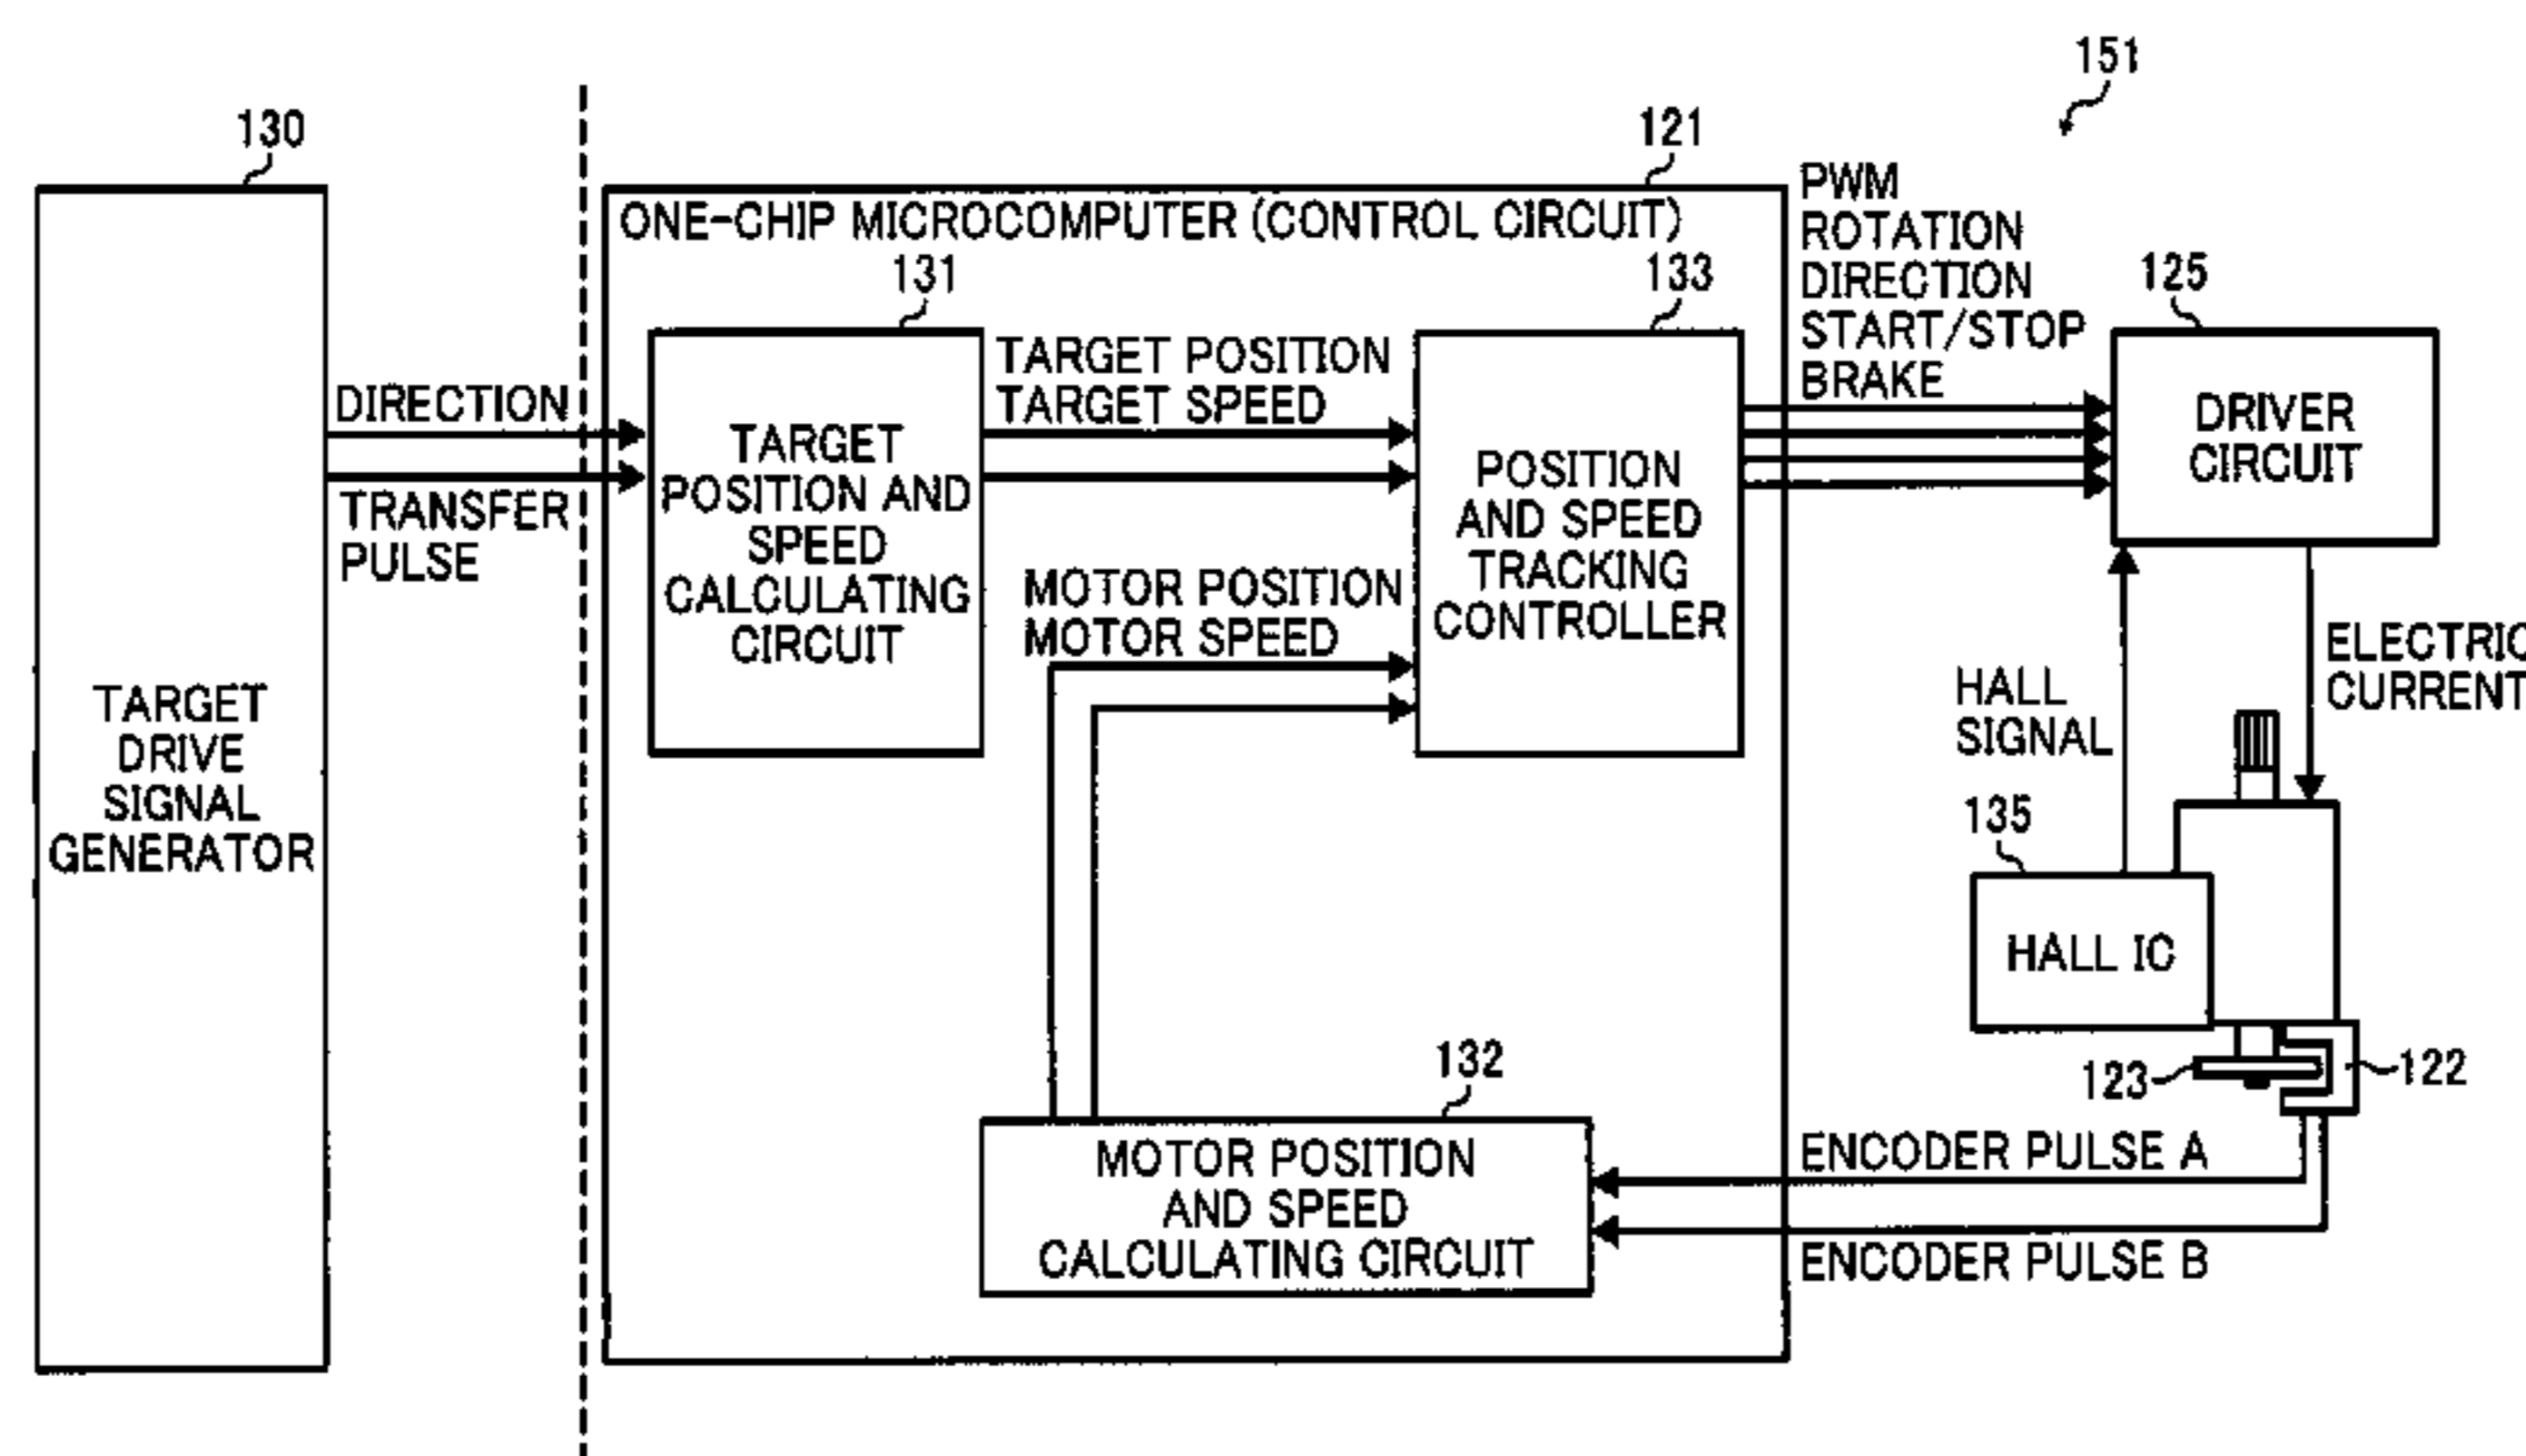 151
130
121
ONE-CHIP MICROCOMPUTER (CONTROL CIRCUIT)
PWM
ROTATION
DIRECTION
START/STOP
BRAKE
131
133
125
DIRECTION
TRANSFER
PULSE
TARGET POSITION
TARGET SPEED
TARGET
POSITION AND
SPEED
CALCULATING
CIRCUIT
MOTOR POSITION
MOTOR SPEED
POSITION
AND SPEED
TRACKING
CONTROLLER
DRIVER
CIRCUIT
HALL
SIGNAL
ELECTRIC
CURRENT
TARGET
DRIVE
SIGNAL
GENERATOR
135
HALL IC
123
122
132
MOTOR POSITION
AND SPEED
CALCULATING CIRCUIT
ENCODER PULSE A
ENCODER PULSE B